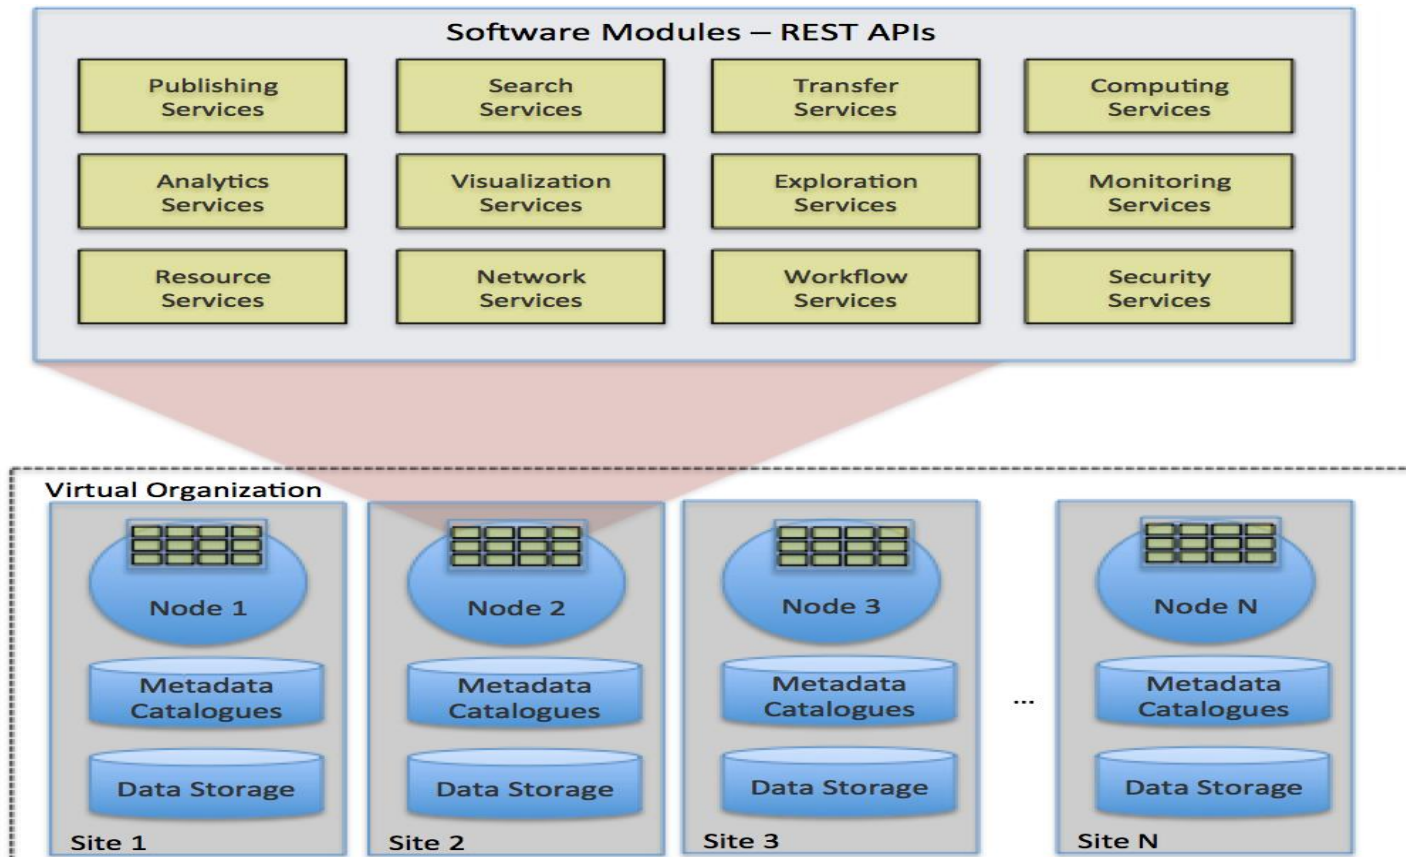 Software Modules – REST APIs
Publishing
Services
Search
Services
Transfer
Services
Computing
Services
Analytics
Services
Visualization
Services
Exploration
Services
Monitoring
Services
Resource
Services
Network
Services
Workflow
Services
Security
Services
Virtual Organization
Node 1
Metadata
Catalogues
Data Storage
Site 1
Node 2
Metadata
Catalogues
Data Storage
Site 2
Node 3
Metadata
Catalogues
Data Storage
Site 3
...
Node N
Metadata
Catalogues
Data Storage
Site N